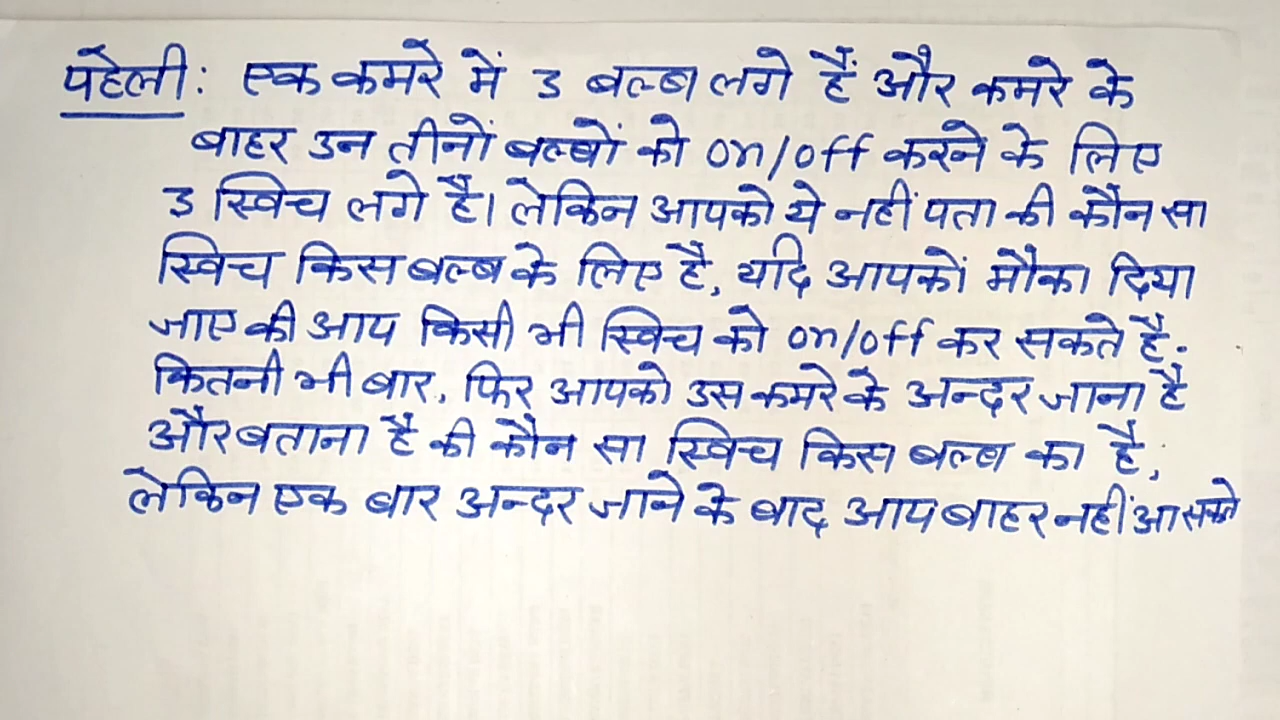 पहेली: एक कमरे में 3 बल्ब लगे हैं और कमरे के
बाहर उन तीनों बल्बों को on/off करने के लिए
3 स्विच लगे है। लेकिन आपको ये नहीं पता की कौन सा
स्विच किस बल्ब के लिए है, यदि आपकों मौका दिया
जाए की आप किसी भी स्विच को on/off कर सकते है.
कितनी भी बार, फिर आपको उस कमरे के अन्दर जाना है
और बताना है की कौन सा स्विच किस बल्ब का है,
लेकिन एक बार अन्दर जाने के बाद आप बाहर नहीं आ सकते